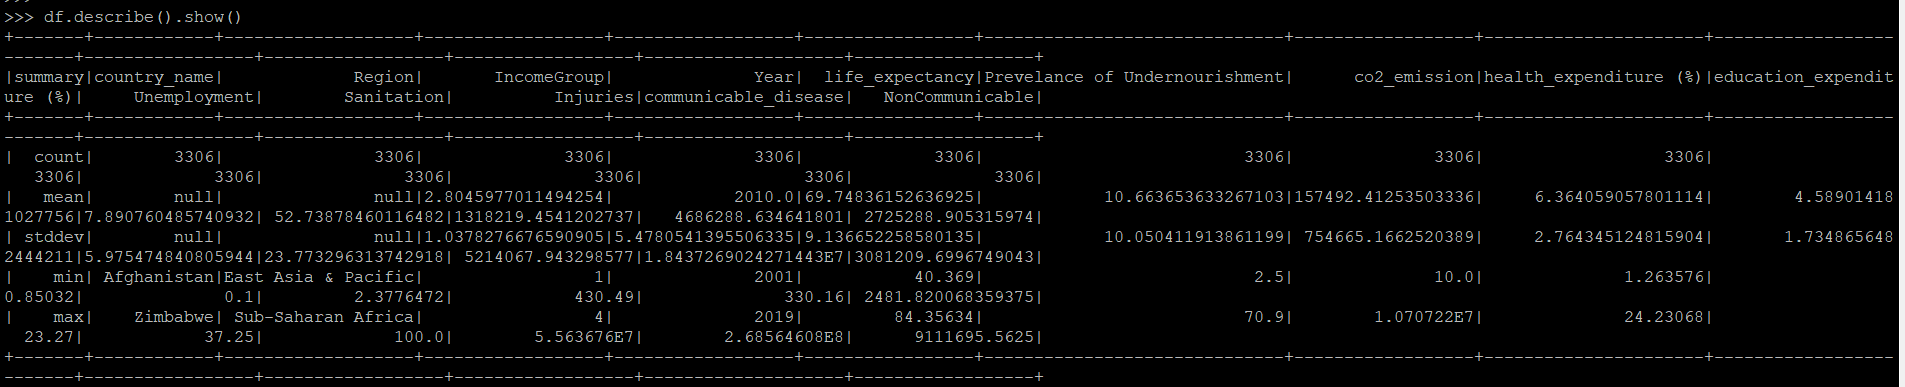 >>> df.describe().show()
+-------+------------+-------------------+------------------+------------------+-----------------+------------------------------+------------------+----------------------+------------------
-------+-----------------+------------------+------------------+--------------------+------------------+
|summary|country_name|             Region|       IncomeGroup|              Year|  life_expectancy|Prevelance of Undernourishment|      co2_emission|health_expenditure (%)|education_expendit
ure (%)|     Unemployment|        Sanitation|          Injuries|communicable_disease|   NonCommunicable|
+-------+------------+-------------------+------------------+------------------+-----------------+------------------------------+------------------+----------------------+------------------
-------+-----------------+------------------+------------------+--------------------+------------------+
|  count|        3306|               3306|              3306|              3306|             3306|                          3306|              3306|                  3306|
   3306|             3306|              3306|              3306|                3306|              3306|
|   mean|        null|               null|2.8045977011494254|            2010.0|69.74836152636925|            10.663653633267103|157492.41253503336|     6.364059057801114|        4.58901418
1027756|7.890760485740932| 52.73878460116482|1318219.4541202737|   4686288.634641801| 2725288.905315974|
| stddev|        null|               null|1.0378276676590905|5.4780541395506335|9.136652258580135|            10.050411913861199| 754665.1662520389|     2.764345124815904|       1.734865648
2444211|5.975474840805944|23.773296313742918| 5214067.943298577|1.8437269024271443E7|3081209.6996749043|
|    min| Afghanistan|East Asia & Pacific|                 1|              2001|           40.369|                           2.5|              10.0|              1.263576|
0.85032|              0.1|         2.3776472|            430.49|              330.16| 2481.820068359375|
|    max|    Zimbabwe| Sub-Saharan Africa|                 4|              2019|         84.35634|                          70.9|        1.070722E7|              24.23068|
  23.27|            37.25|             100.0|        5.563676E7|        2.68564608E8|      9111695.5625|
+-------+------------+-------------------+------------------+------------------+-----------------+------------------------------+------------------+----------------------+------------------
-------+-----------------+------------------+------------------+--------------------+------------------+